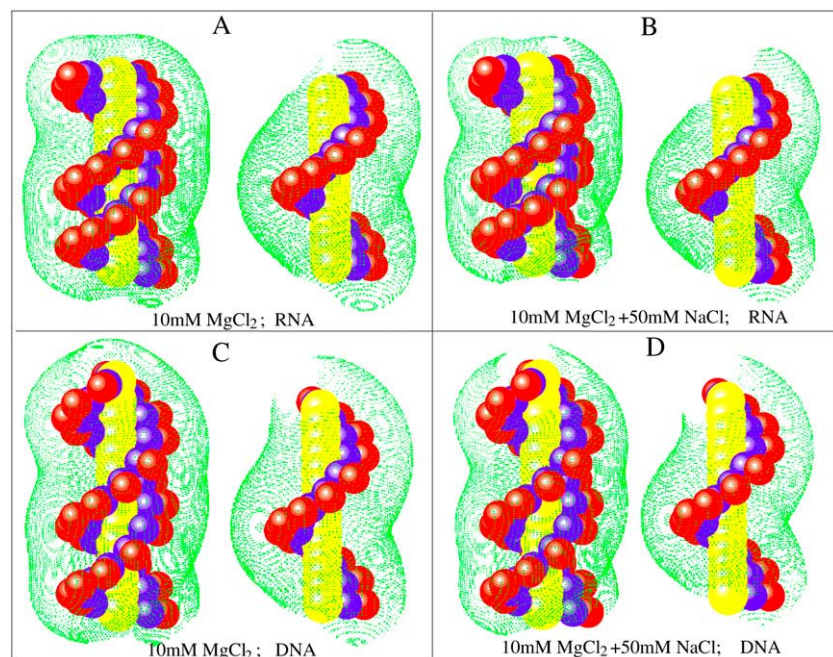 A
B
10mM MgCl2 ; RNA
10mM MgCl2 +50mM NaCl; RNA
C
D
10mM MgCl2 ; DNA
10mM MgCl2 +50mM NaCl; DNA